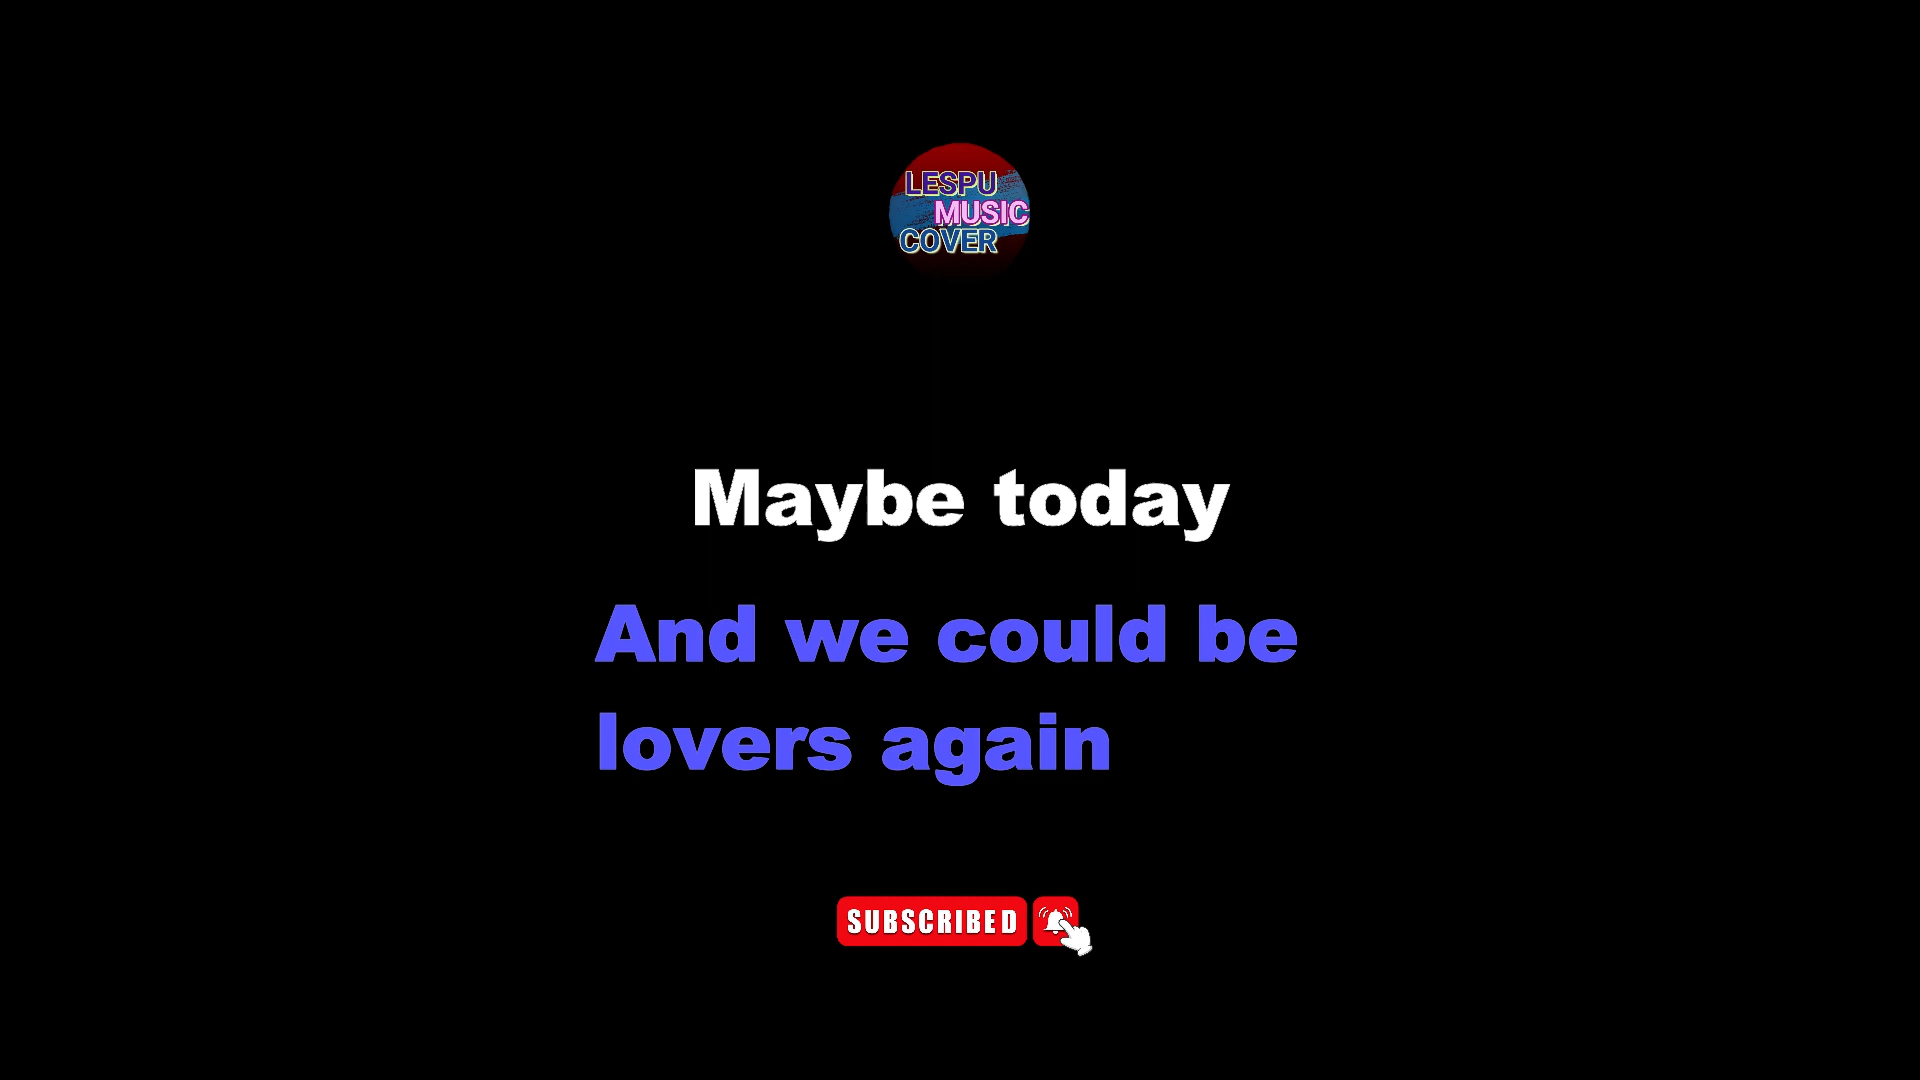 LESPU
MUSIC
COVER
Maybe today
And we could be
lovers again
SUBSCRIBED